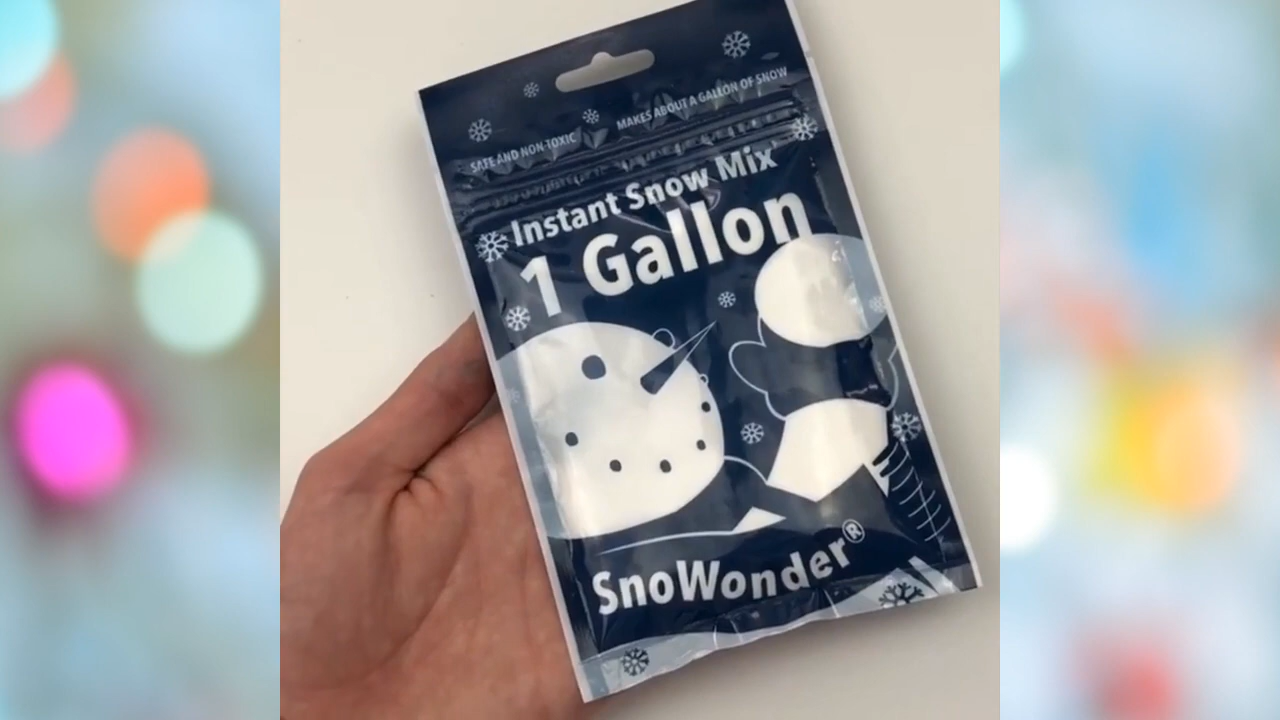 SAFE AND NON-TOXIC
MAKES ABOUT A GALLON OF SNOW
Instant Snow Mix
1 Gallon
SnoWonder®